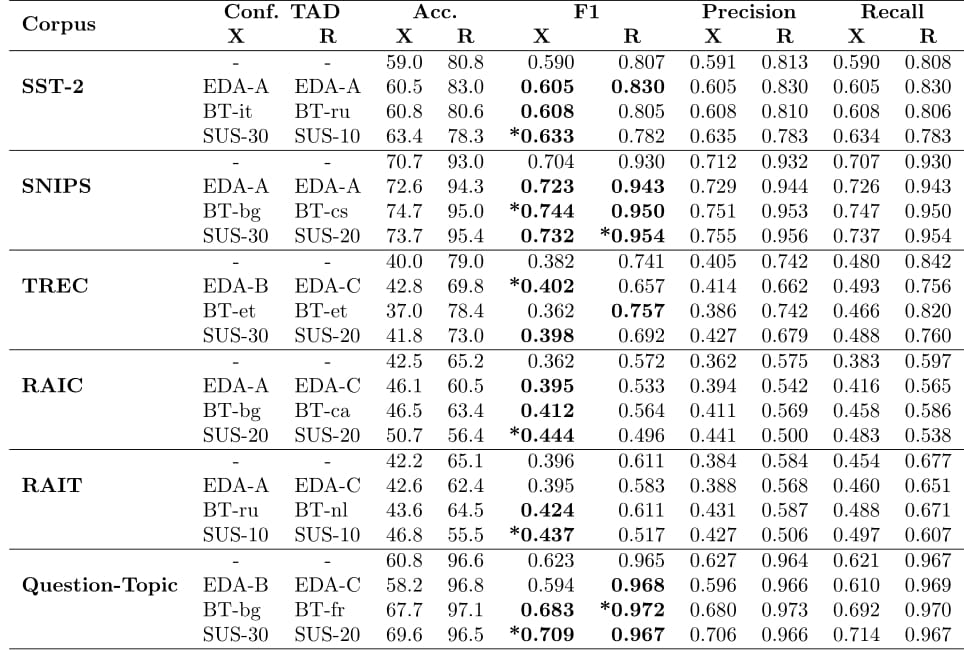 Corpus Conf. TAD Acc. F1 Precision Recall
X R X R X R X R X R
- - 59.0 80.8 0.590 0.807 0.591 0.813 0.590 0.808
SST-2 EDA-A EDA-A 60.5 83.0 0.605 0.830 0.605 0.830 0.605 0.830
BT-it BT-ru 60.8 80.6 0.608 0.805 0.608 0.810 0.608 0.806
SUS-30 SUS-10 63.4 78.3 *0.633 0.782 0.635 0.783 0.634 0.783
- - 70.7 93.0 0.704 0.930 0.712 0.932 0.707 0.930
SNIPS EDA-A EDA-A 72.6 94.3 0.723 0.943 0.729 0.944 0.726 0.943
BT-bg BT-cs 74.7 95.0 *0.744 0.950 0.751 0.953 0.747 0.950
SUS-30 SUS-20 73.7 95.4 0.732 *0.954 0.755 0.956 0.737 0.954
- - 40.0 79.0 0.382 0.741 0.405 0.742 0.480 0.842
TREC EDA-B EDA-C 42.8 69.8 *0.402 0.657 0.414 0.662 0.493 0.756
BT-et BT-et 37.0 78.4 0.362 0.757 0.386 0.742 0.466 0.820
SUS-30 SUS-20 41.8 73.0 0.398 0.692 0.427 0.679 0.488 0.760
- - 42.5 65.2 0.362 0.572 0.362 0.575 0.383 0.597
RAIC EDA-A EDA-C 46.1 60.5 0.395 0.533 0.394 0.542 0.416 0.565
BT-bg BT-ca 46.5 63.4 0.412 0.564 0.411 0.569 0.458 0.586
SUS-20 SUS-20 50.7 56.4 *0.444 0.496 0.441 0.500 0.483 0.538
- - 42.2 65.1 0.396 0.611 0.384 0.584 0.454 0.677
RAIT EDA-A EDA-C 42.6 62.4 0.395 0.583 0.388 0.568 0.460 0.651
BT-ru BT-nl 43.6 64.5 0.424 0.611 0.431 0.587 0.488 0.671
SUS-10 SUS-10 46.8 55.5 *0.437 0.517 0.427 0.506 0.497 0.607
- - 60.8 96.6 0.623 0.965 0.627 0.964 0.621 0.967
Question-Topic EDA-B EDA-C 58.2 96.8 0.594 0.968 0.596 0.966 0.610 0.969
BT-bg BT-fr 67.7 97.1 0.683 *0.972 0.680 0.973 0.692 0.970
SUS-30 SUS-20 69.6 96.5 *0.709 0.967 0.706 0.966 0.714 0.967